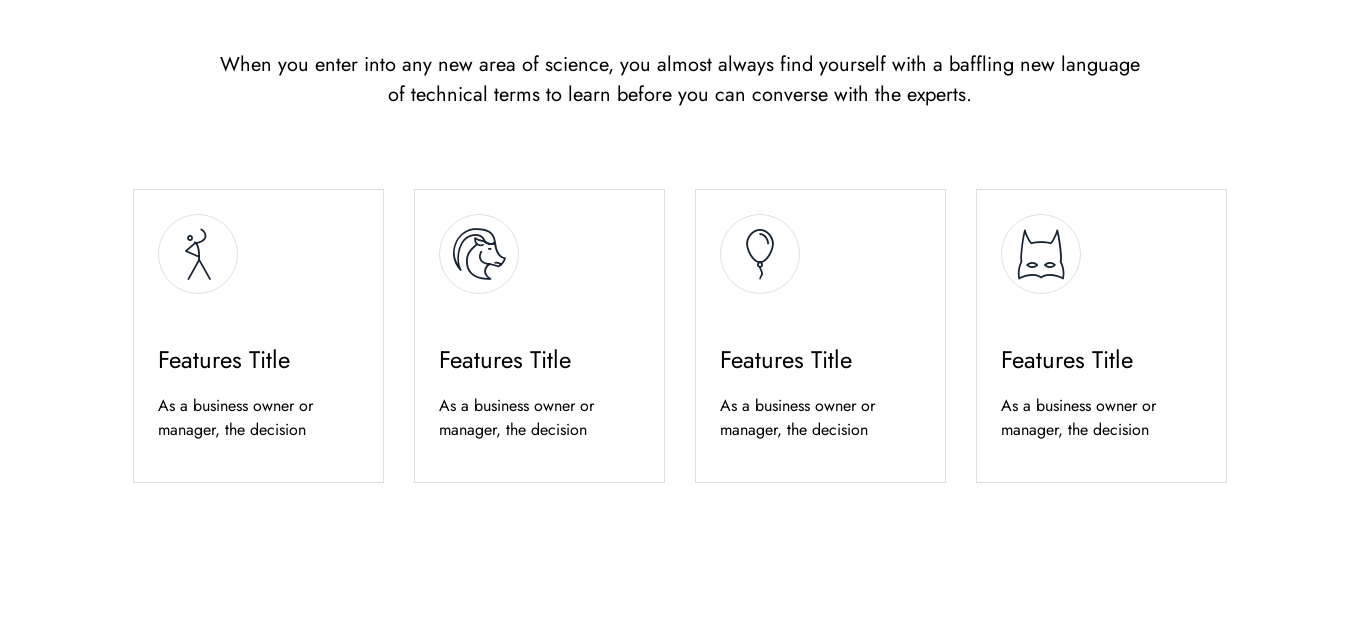 When you enter into any new area of science, you almost always find yourself with a baffling new language
of technical terms to learn before you can converse with the experts.
Features Title
As a business owner or
manager, the decision
Features Title
As a business owner or
manager, the decision
Features Title
As a business owner or
manager, the decision
Features Title
As a business owner or
manager, the decision